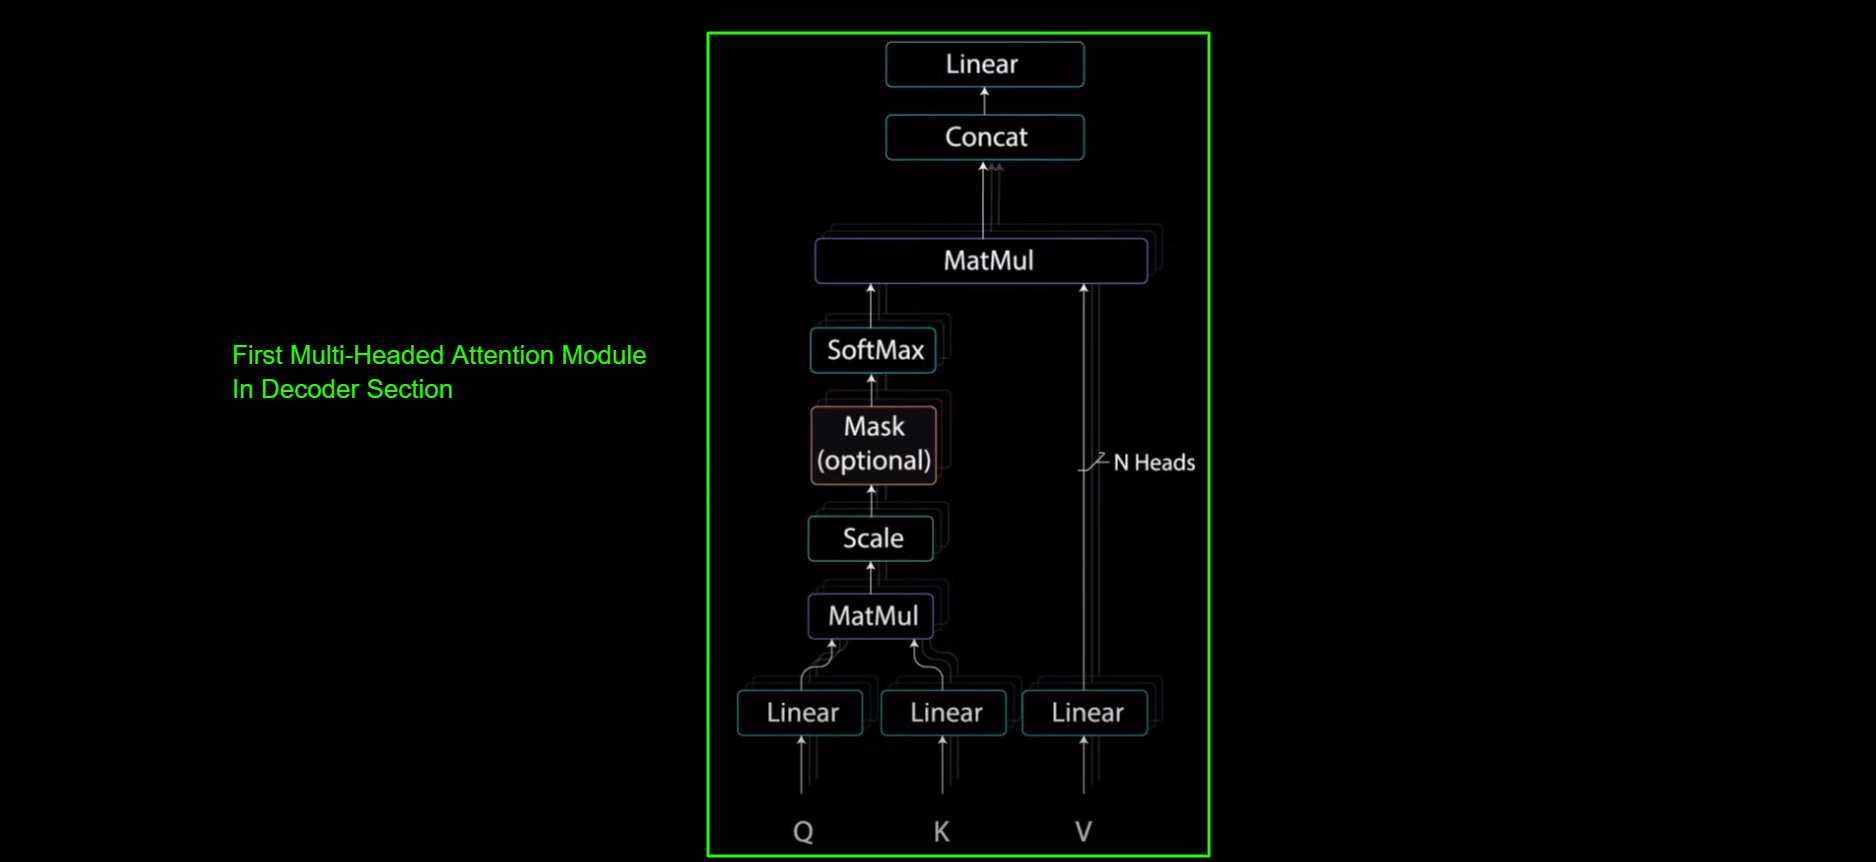 Linear
Concat
MatMul
SoftMax
First Multi-Headed Attention Module
In Decoder Section
Mask
(optional)
N Heads
Scale
MatMul
Linear Linear Linear
Q K V